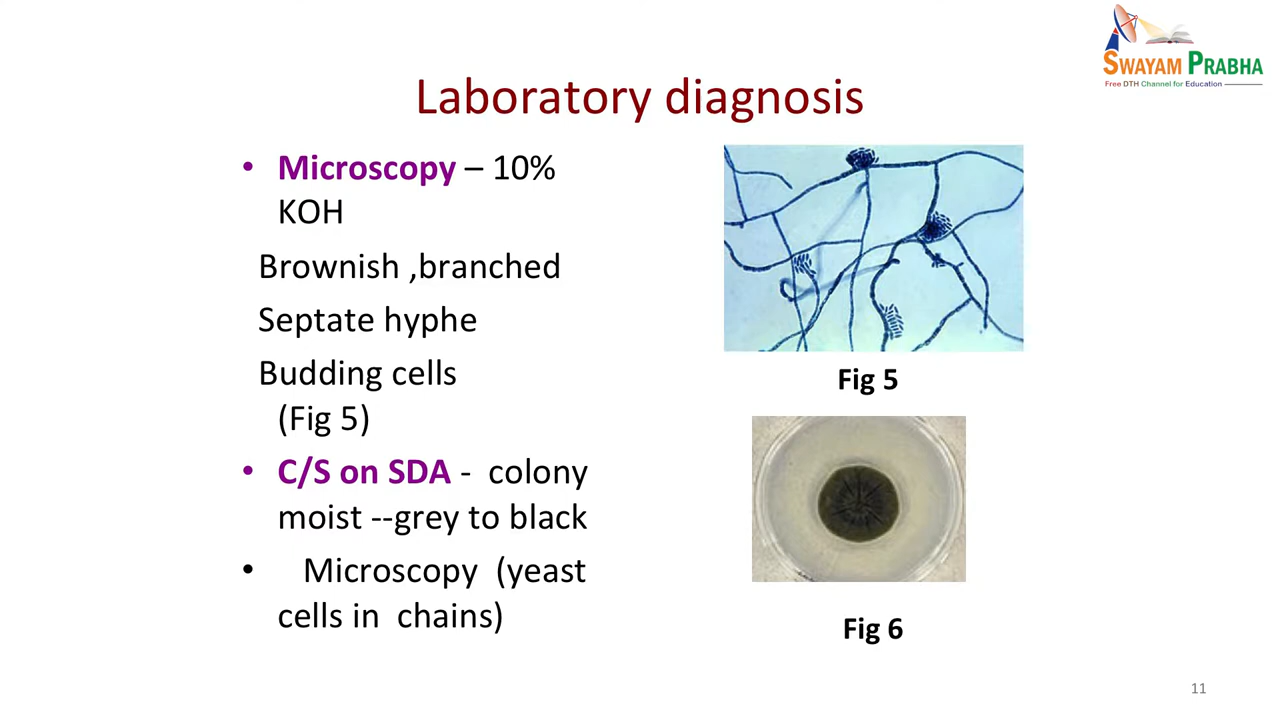 SWAYAM PRABHA
Free DTH Channel for Education
Laboratory diagnosis
• Microscopy – 10%
KOH
Brownish ,branched
Septate hyphe
Budding cells
(Fig 5)
• C/S on SDA - colony
moist --grey to black
• Microscopy (yeast
cells in chains)
Fig 5
Fig 6
11